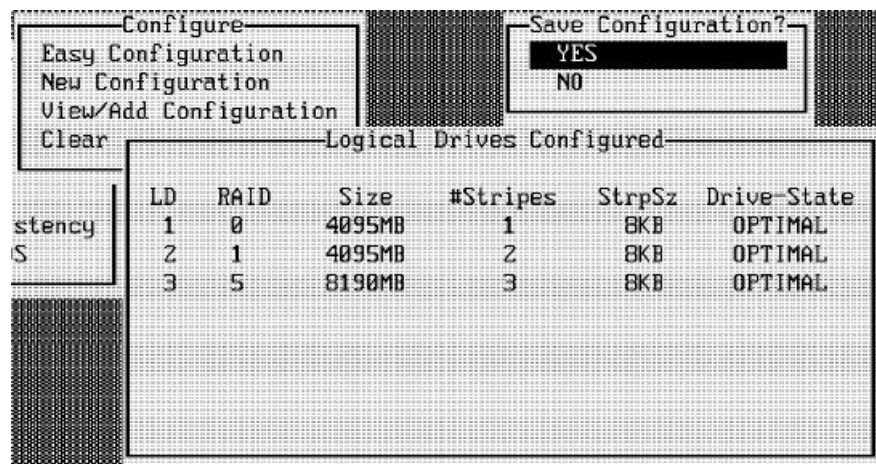 Configure
Easy Configuration
New Configuration
View/Add Configuration
Clear
Save Configuration?
YES
NO
stency
S
Logical Drives Configured
LD RAID Size #Stripes StrpSz Drive-State
1 0 4095MB 1 8KB OPTIMAL
2 1 4095MB 2 8KB OPTIMAL
3 5 8190MB 3 8KB OPTIMAL